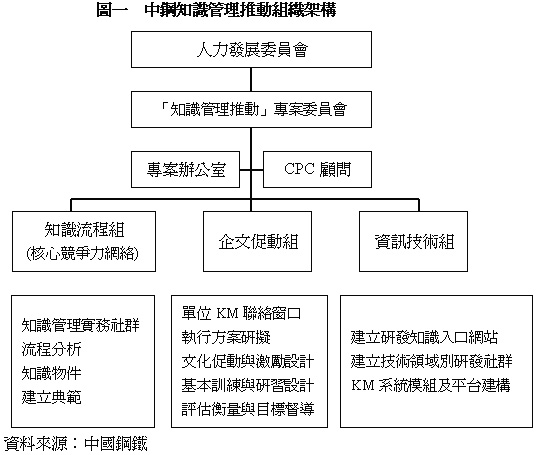 圖一　中鋼知識管理推動組織架構
人力發展委員會
「知識管理推動」專案委員會
專案辦公室
CPC 顧問
知識流程組
(核心競爭力網絡)
企文促動組
資訊技術組
知識管理實務社群
流程分析
知識物件
建立典範
單位 KM 聯絡窗口
執行方案研擬
文化促動與激勵設計
基本訓練與研習設計
評估衡量與目標督導
建立研發知識入口網站
建立技術領域別研發社群
KM 系統模組及平台建構
資料來源：中國鋼鐵